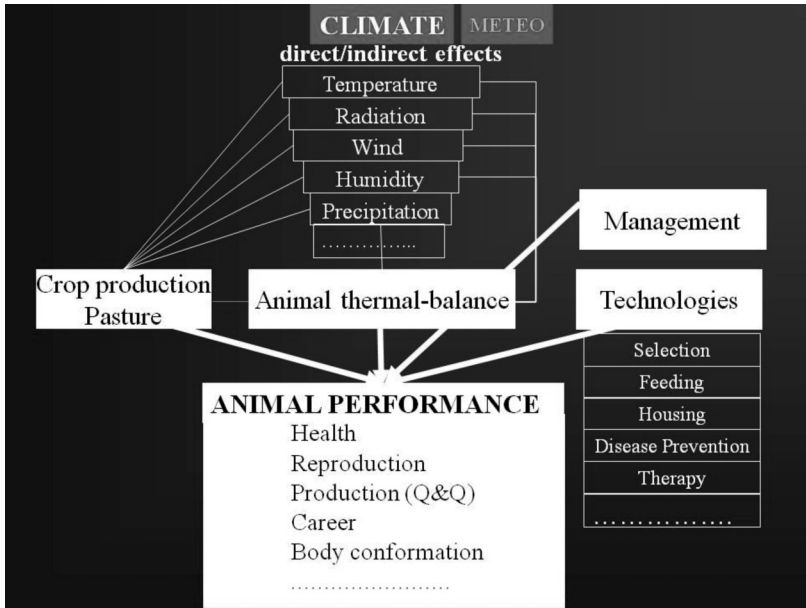 CLIMATE METEO
direct/indirect effects
Temperature
Radiation
Wind
Humidity
Precipitation
…………...
Management
Crop production
Pasture
Animal thermal-balance
Technologies
Selection
Feeding
Housing
Disease Prevention
Therapy
…………….
ANIMAL PERFORMANCE
Health
Reproduction
Production (Q&Q)
Career
Body conformation
……………………